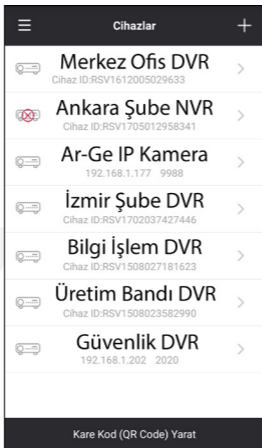 Cihazlar
Merkez Ofis DVR
Cihaz ID:RSV1612005029633
Ankara Şube NVR
Cihaz ID:RSV1705012958341
Ar-Ge IP Kamera
192.168.1.177 9988
İzmir Şube DVR
Cihaz ID:RSV1702037427446
Bilgi İşlem DVR
Cihaz ID:RSV1508027181623
Üretim Bandı DVR
Cihaz ID:RSV1508023582990
Güvenlik DVR
192.168.1.202 2020
Kare Kod (QR Code) Yarat